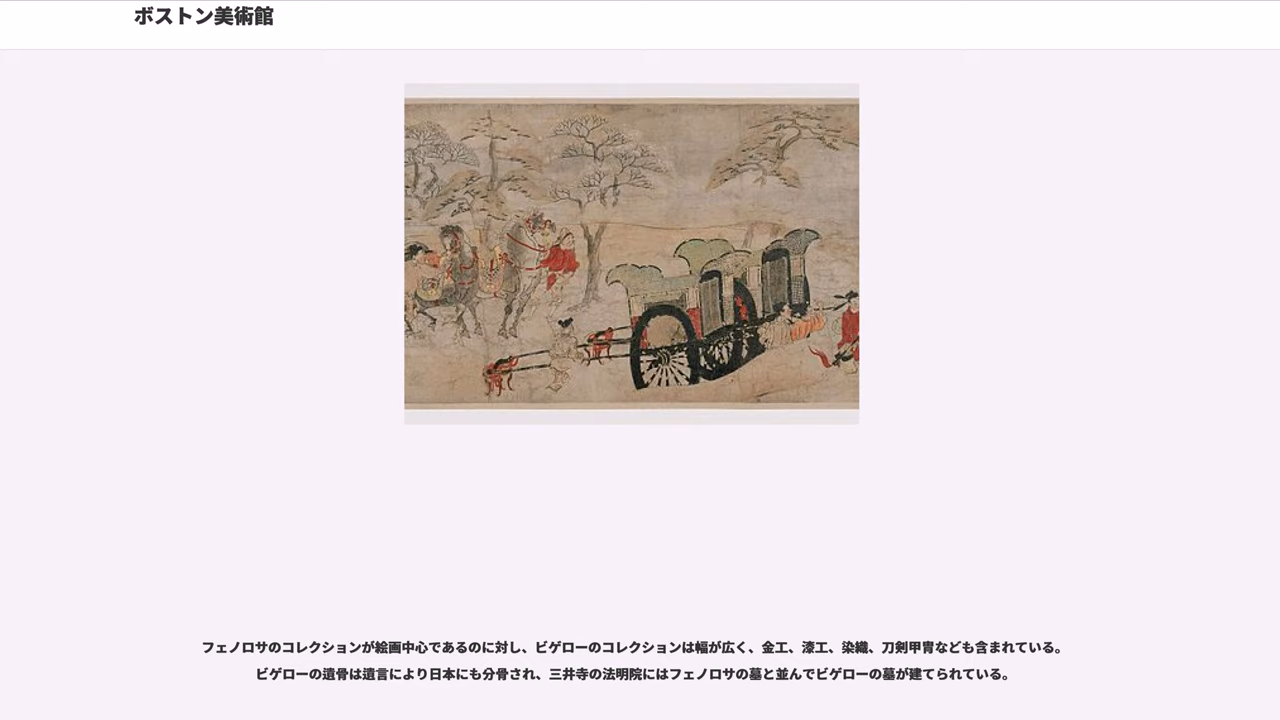 ボストン美術館
フェノロサのコレクションが絵画中心であるのに対し、ビゲローのコレクションは幅が広く、金工、漆工、染織、刀剣甲冑なども含まれている。
ビゲローの遺骨は遺言により日本にも分骨され、三井寺の法明院にはフェノロサの墓と並んでビゲローの墓が建てられている。